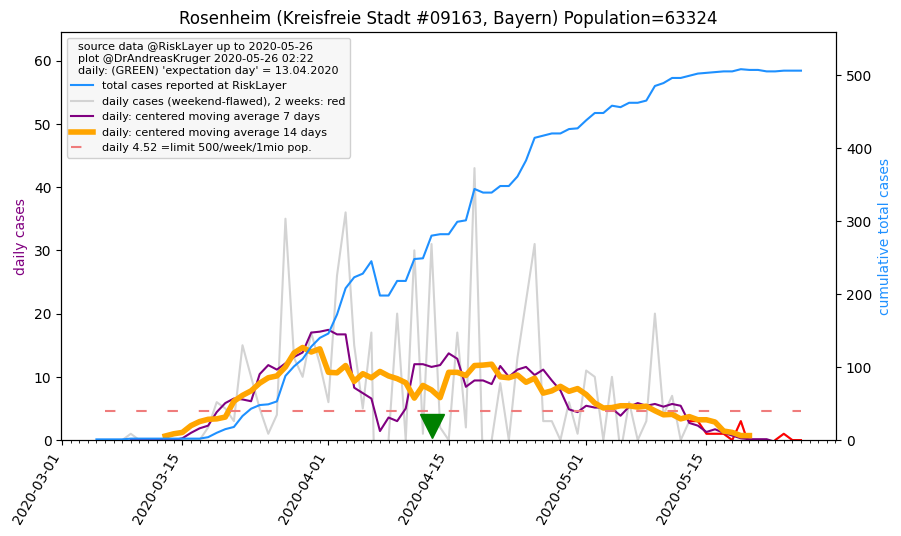 Rosenheim (Kreisfreie Stadt #09163, Bayern) Population=63324
source data @RiskLayer up to 2020-05-26
plot @DrAndreasKruger 2020-05-26 02:22
daily: (GREEN) 'expectation day' = 13.04.2020
total cases reported at RiskLayer
daily cases (weekend-flawed), 2 weeks: red
daily: centered moving average 7 days
daily: centered moving average 14 days
daily 4.52 =limit 500/week/1mio pop.
daily cases
60
50
40
30
20
10
0
cumulative total cases
500
400
300
200
100
0
2020-03-01
2020-03-15
2020-04-01
2020-04-15
2020-05-01
2020-05-15